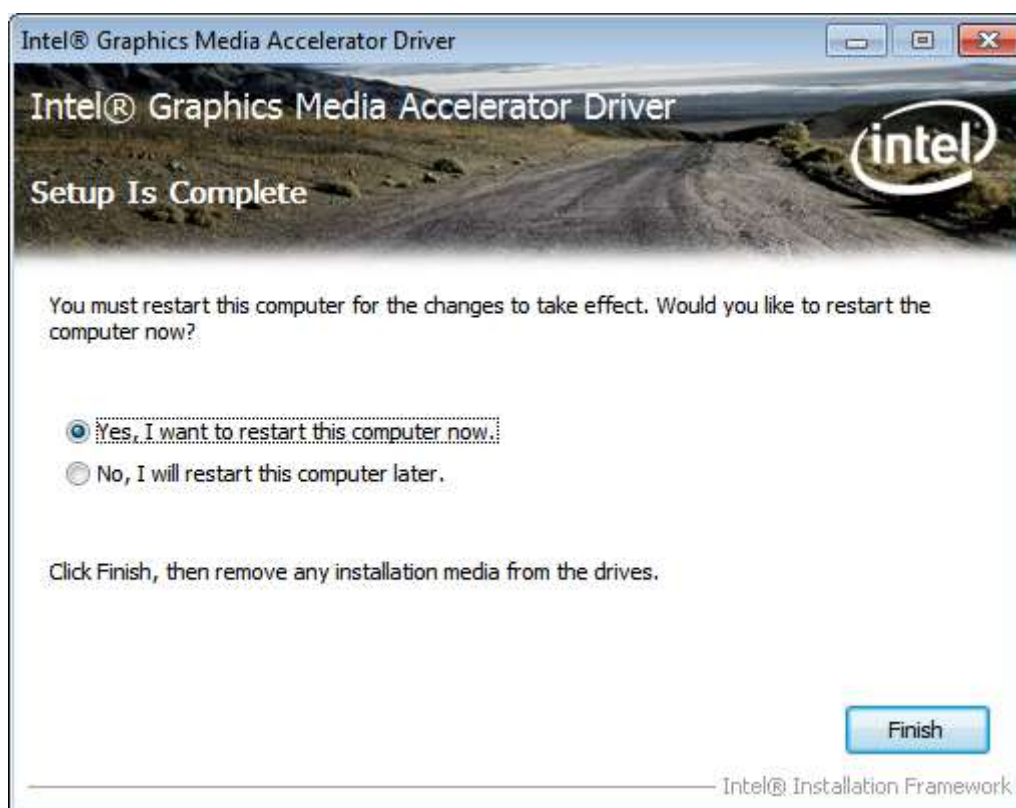 Intel® Graphics Media Accelerator Driver
Intel® Graphics Media Accelerator Driver
intel
Setup Is Complete
You must restart this computer for the changes to take effect. Would you like to restart the
computer now?
Yes, I want to restart this computer now.
No, I will restart this computer later.
Click Finish, then remove any installation media from the drives.
Finish
Intel® Installation Framework